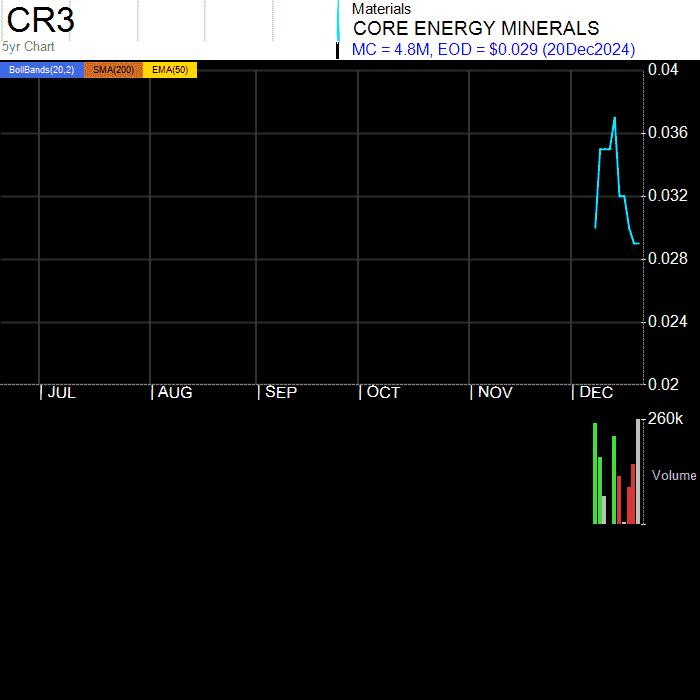 CR3
5yr Chart
Materials
CORE ENERGY MINERALS
MC = 4.8M, EOD = $0.029 (20Dec2024)
BollBands(20,2) SMA(200) EMA(50)
0.04
0.036
0.032
0.028
0.024
0.02
| JUL | AUG | SEP | OCT | NOV | DEC
260k
Volume